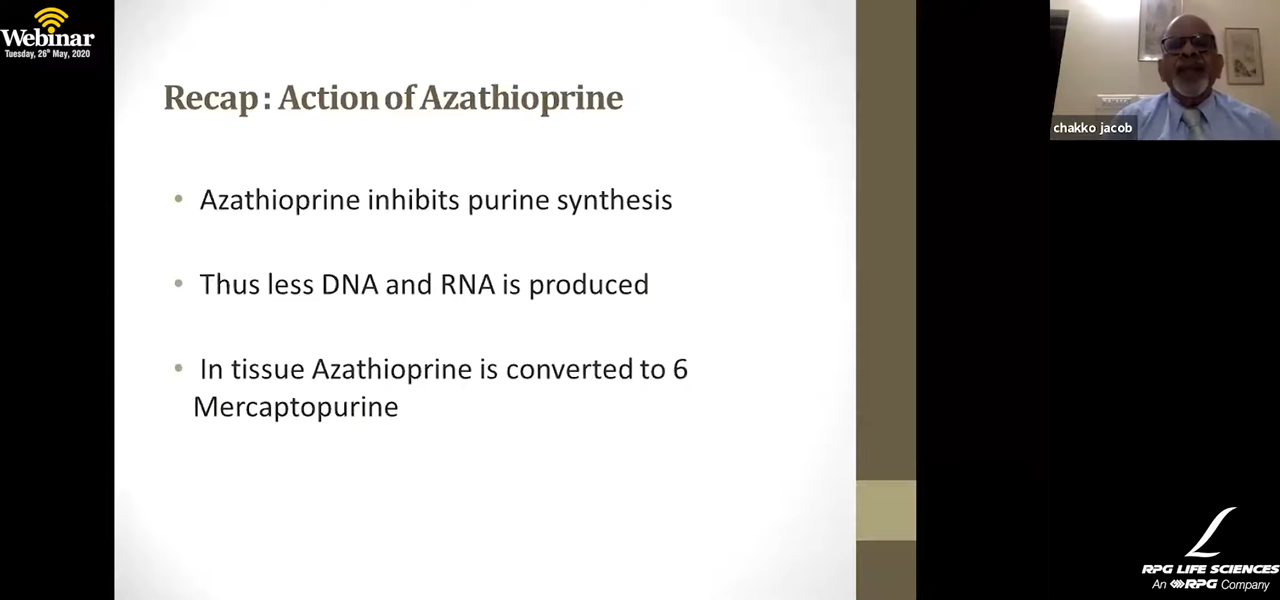 Webinar
Tuesday, 26th May, 2020
Recap : Action of Azathioprine
• Azathioprine inhibits purine synthesis
• Thus less DNA and RNA is produced
• In tissue Azathioprine is converted to 6
Mercaptopurine
chakko jacob
RPG LIFE SCIENCES
An RPG Company